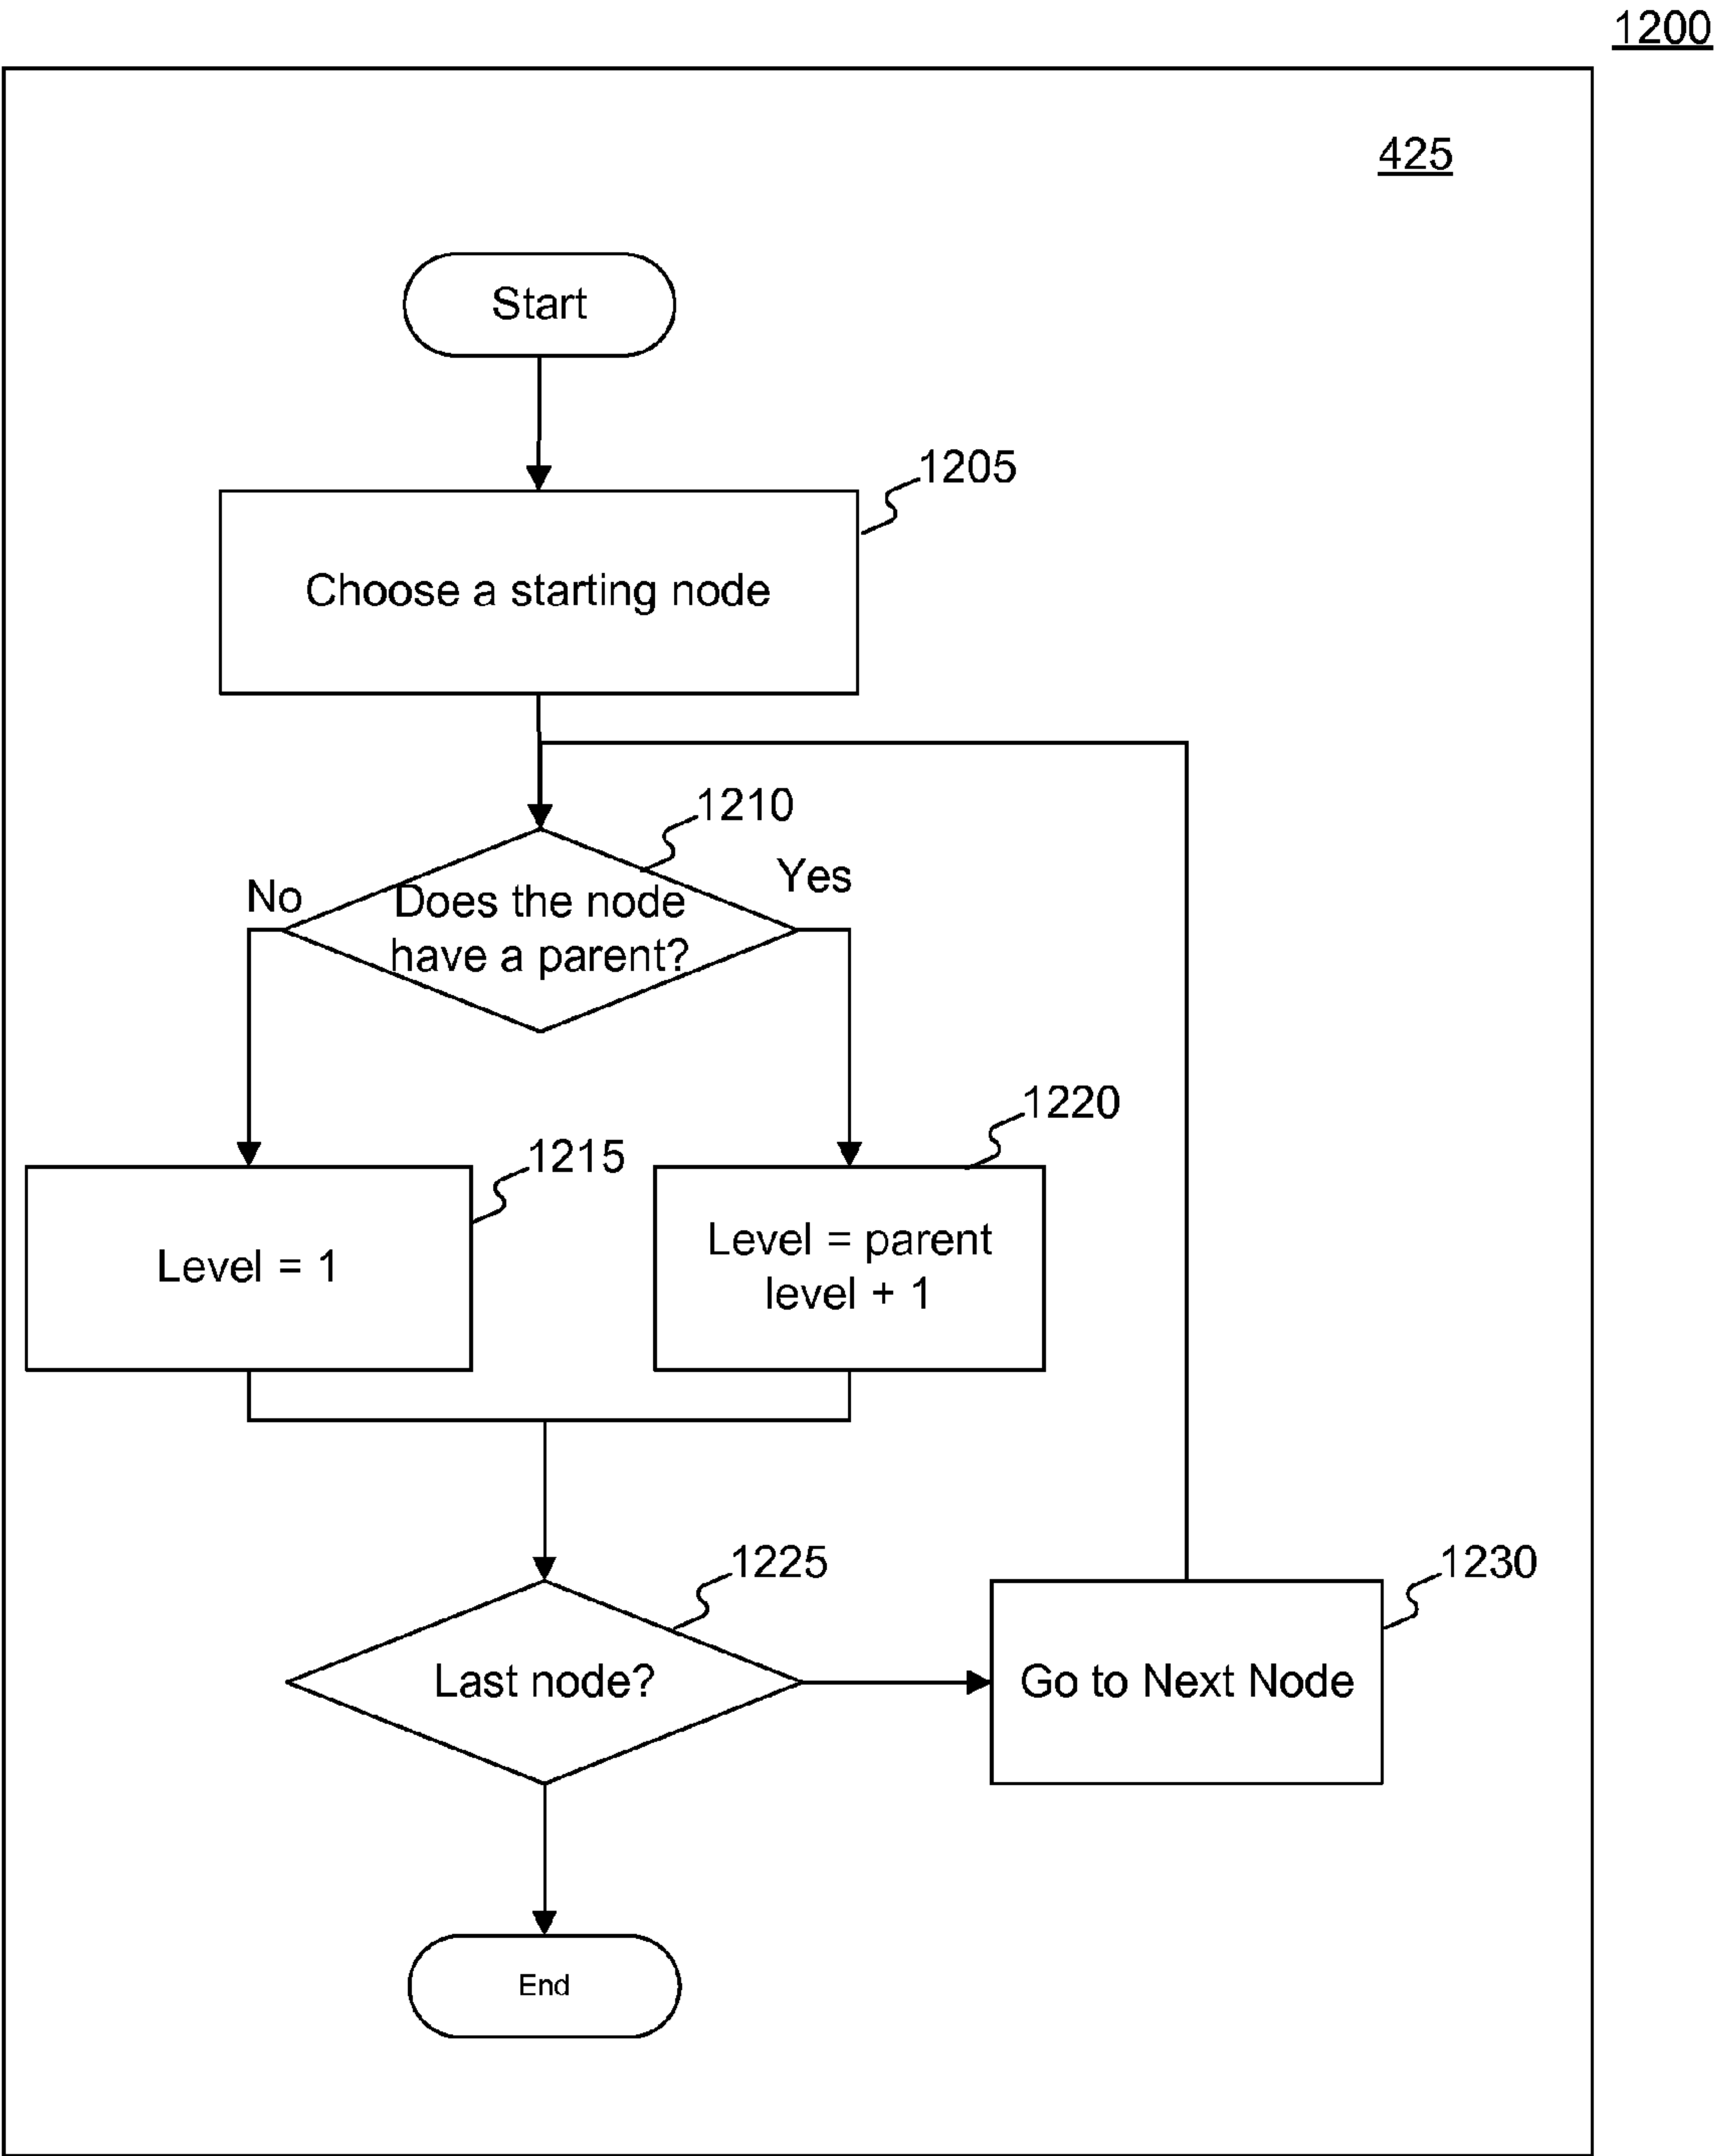 1200
425
Start
1205
Choose a starting node
1210
No
Yes
Does the node
have a parent?
1220
1215
Level = parent
level + 1
Level = 1
1225
1230
Last node?
Go to Next Node
End